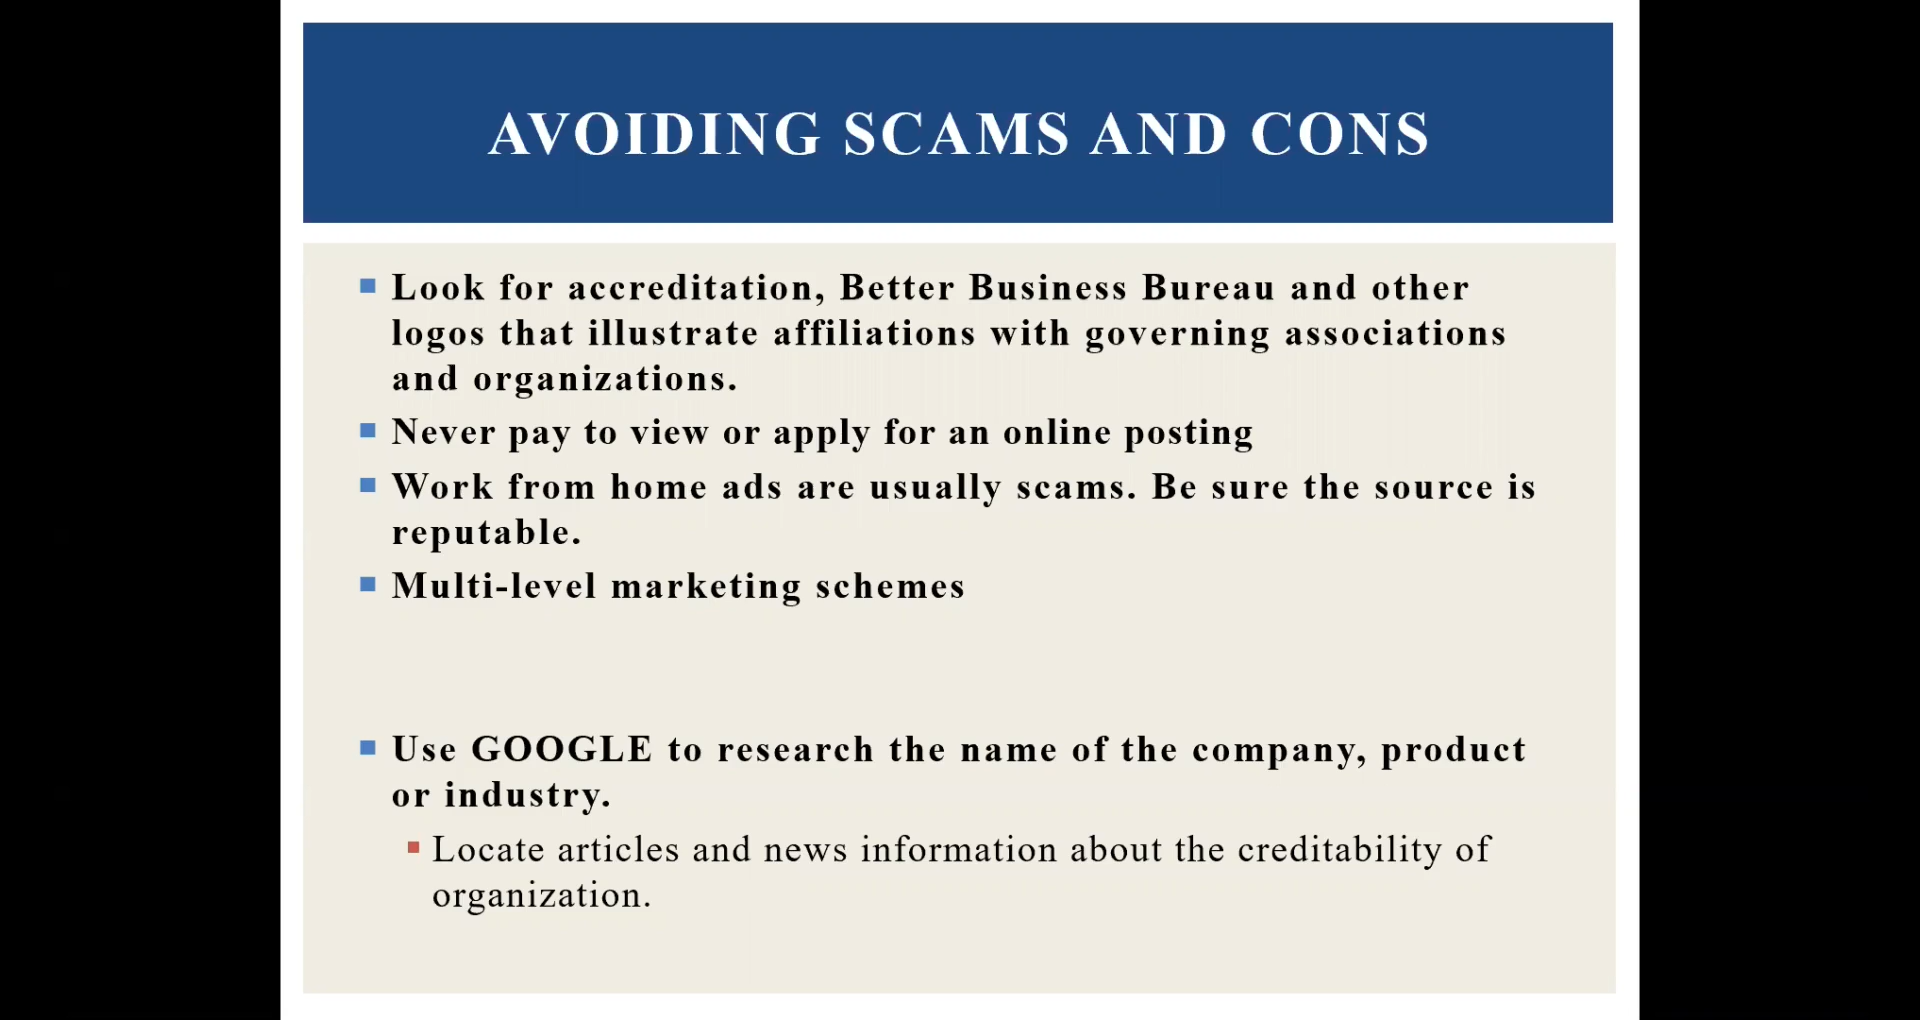 AVOIDING SCAMS AND CONS
Look for accreditation, Better Business Bureau and other
logos that illustrate affiliations with governing associations
and organizations.
Never pay to view or apply for an online posting
Work from home ads are usually scams. Be sure the source is
reputable.
Multi-level marketing schemes
Use GOOGLE to research the name of the company, product
or industry.
Locate articles and news information about the creditability of
organization.